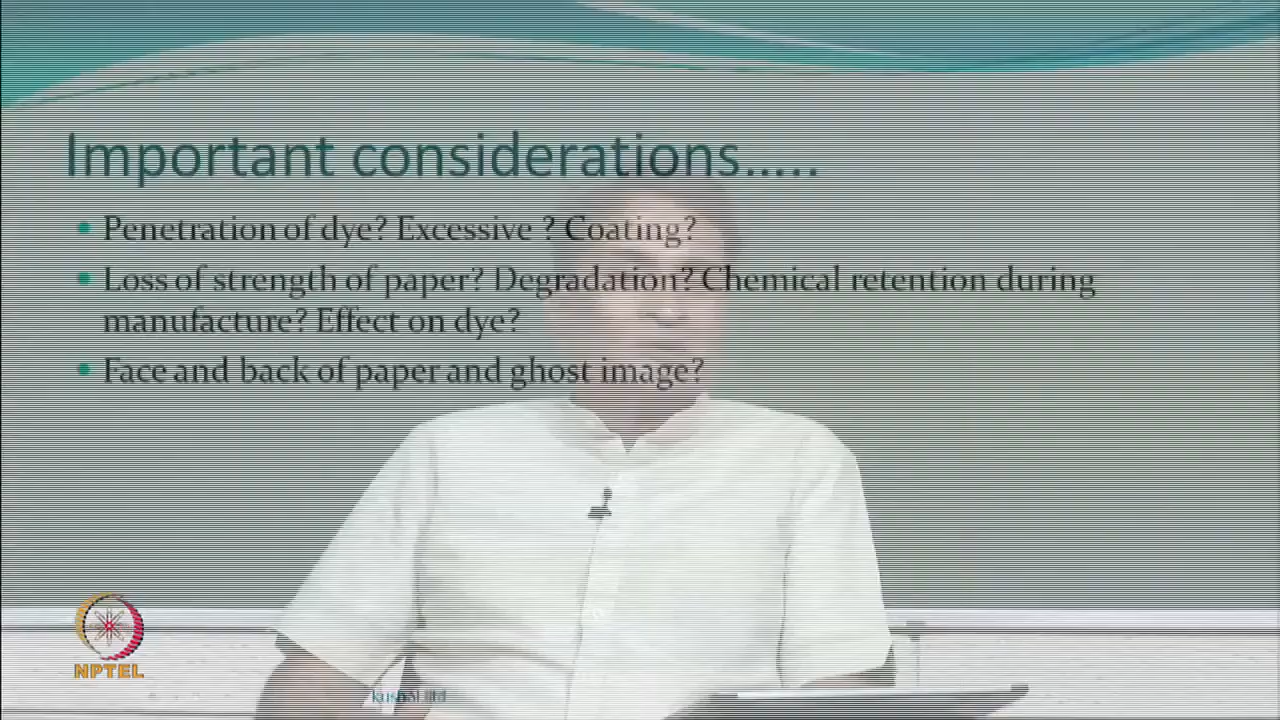 Important considerations.....
Penetration of dye? Excessive ? Coating?
Loss of strength of paper? Degradation? Chemical retention during
manufacture? Effect on dye?
Face and back of paper and ghost image?
NPTEL